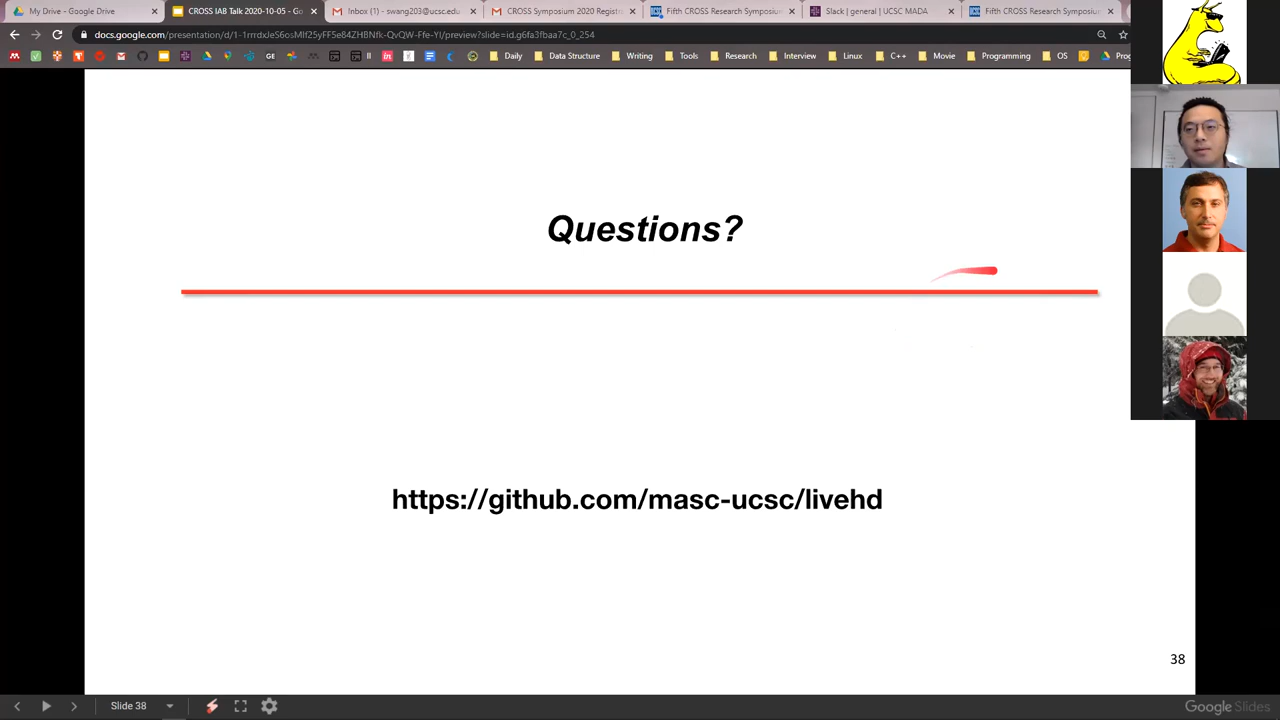 My Drive - Google Drive
CROSS IAB Talk 2020-10-05 - Go
Inbox (1) - swang203@ucsc.edu
CROSS Symposium 2020 Registr
Fifth CROSS Research Symposium
Slack | general | UCSC MADA
Fifth CROSS Research Symposium
Daily
Data Structure
Writing
Tools
Research
Interview
Linux
C++
Movie
Programming
OS
Questions?
https://github.com/masc-ucsc/livehd
38
Slide 38
Google Slides